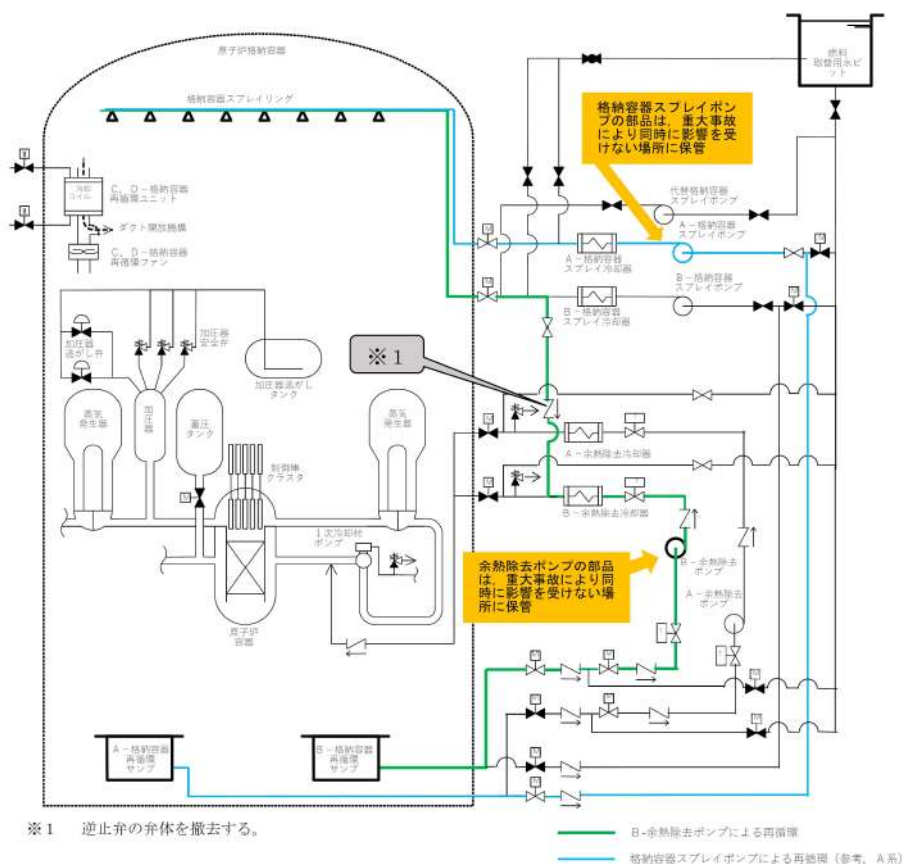 原子炉格納容器
格納容器スプレイリング
燃料
取替用水ピ
ット
格納容器スプレイポン
プの部品は，重大事故
により同時に影響を受
けない場所に保管
冷却
コイル
C，D－格納容器
再循環ユニット
ダクト開放機構
C，D－格納容器
再循環ファン
代替格納容器
スプレイポンプ
A－格納容器
スプレイポンプ
A－格納容器
スプレイ冷却器
B－格納容器
スプレイポンプ
B－格納容器
スプレイ冷却器
加圧器
逃がし弁
加圧器
安全弁
加圧器逃がし
タンク
※１
蒸気
発生器
加
圧
器
蓄圧
タンク
蒸気
発生器
制御棒
クラスタ
A－余熱除去冷却器
B－余熱除去冷却器
１次冷却材
ポンプ
原子炉
容器
余熱除去ポンプの部品
は，重大事故により同
時に影響を受けない場
所に保管
B－余熱除去
ポンプ
A－余熱除去
ポンプ
A－格納容器
再循環
サンプ
B－格納容器
再循環
サンプ
※１　逆止弁の弁体を撤去する。
B-余熱除去ポンプによる再循環
格納容器スプレイポンプによる再循環（参考，A系）